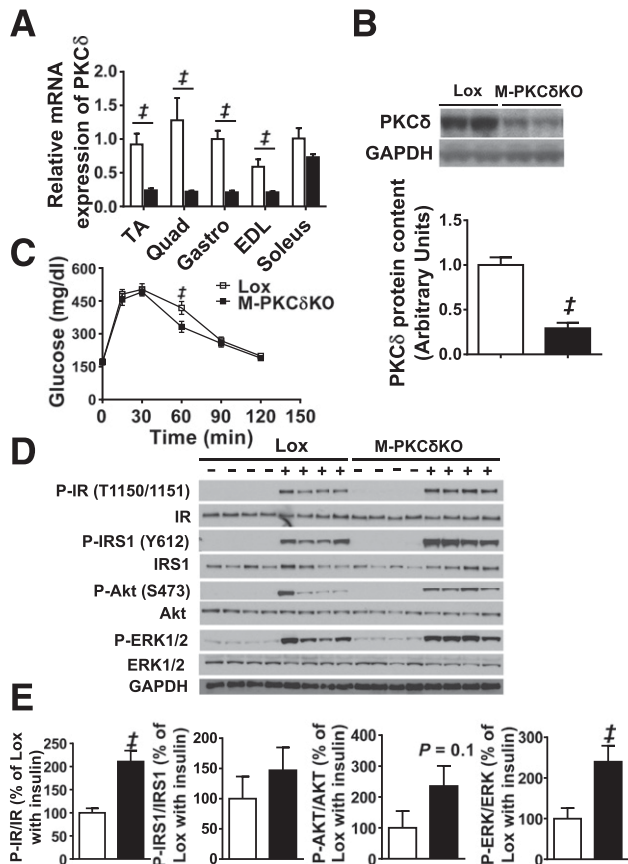 A
Relative mRNA
expression of PKCδ
2.0
1.5
1.0
0.5
0.0
‡
‡
‡
‡
TA
Quad
Gastro
EDL
Soleus
B
Lox M-PKCδKO
PKCδ
GAPDH
PKCδ protein content
(Arbitrary Units)
1.5
1.0
0.5
0.0
‡
C
Glucose (mg/dl)
600
450
300
150
0
‡
Lox
M-PKCδKO
0 30 60 90 120 150
Time (min)
D
Lox M-PKCδKO
- - - - + + + + - - - - + + + +
P-IR (T1150/1151)
IR
P-IRS1 (Y612)
IRS1
P-Akt (S473)
Akt
P-ERK1/2
ERK1/2
GAPDH
E
P-IR/IR (% of Lox
with insulin)
250
200
150
100
50
0
‡
P-IRS1/IRS1 (% of
Lox with insulin)
200
150
100
50
0
P-AKT/AKT (% of
Lox with insulin)
400
300
200
100
0
P = 0.1
P-ERK/ERK (% of
Lox with insulin)
300
200
100
0
‡